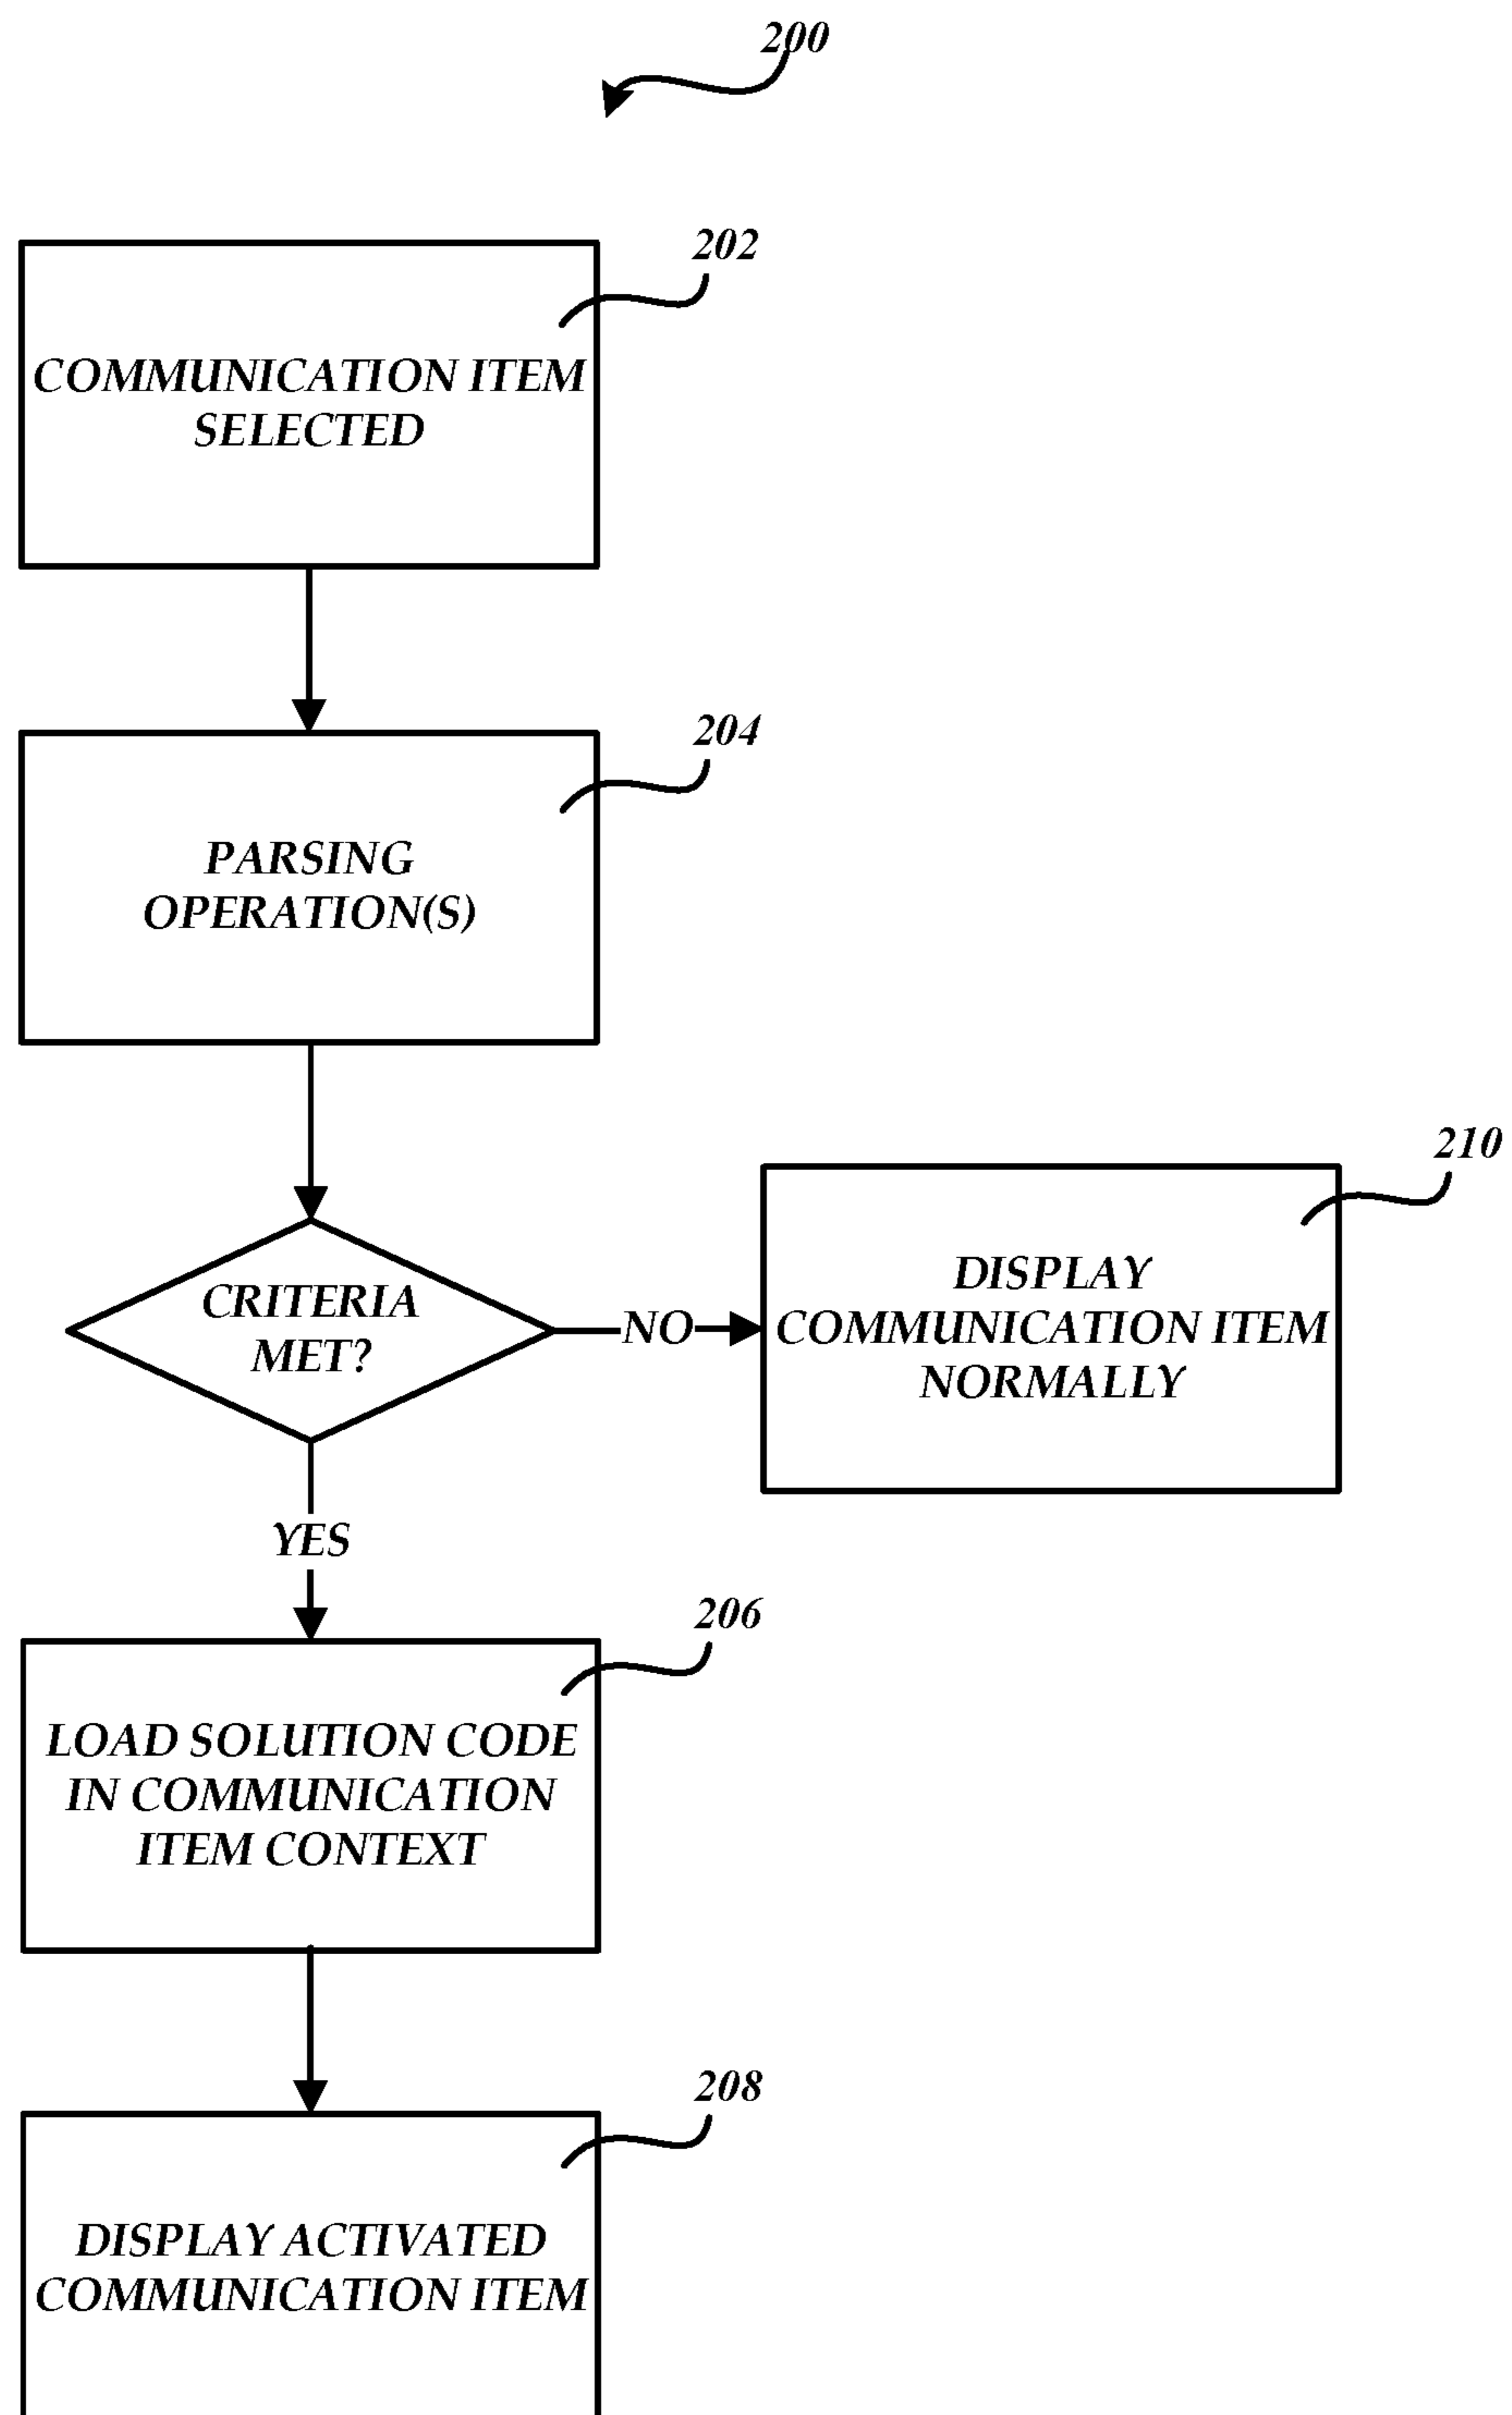 200
202
COMMUNICATION ITEM
SELECTED
204
PARSING
OPERATION(S)
210
CRITERIA
MET?
NO
DISPLAY
COMMUNICATION ITEM
NORMALLY
YES
206
LOAD SOLUTION CODE
IN COMMUNICATION
ITEM CONTEXT
208
DISPLAY ACTIVATED
COMMUNICATION ITEM